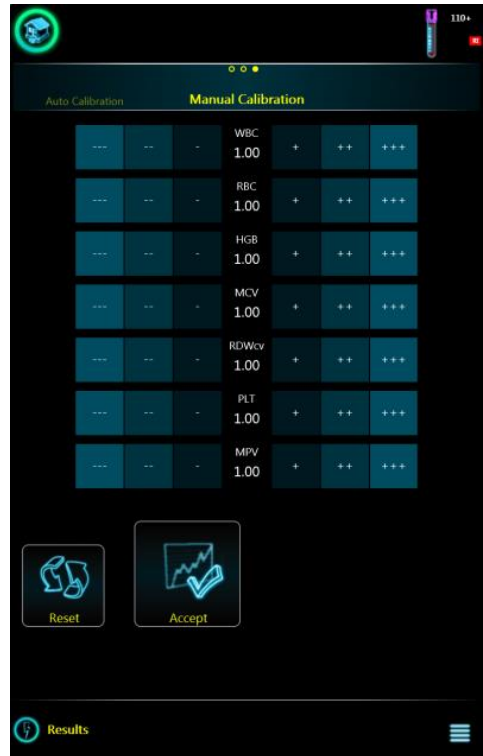 110+
Auto Calibration Manual Calibration
WBC
--- -- - 1.00 + ++ +++
RBC
--- -- - 1.00 + ++ +++
HGB
--- -- - 1.00 + ++ +++
MCV
--- -- - 1.00 + ++ +++
RDWcv
--- -- - 1.00 + ++ +++
PLT
--- -- - 1.00 + ++ +++
MPV
--- -- - 1.00 + ++ +++
Reset Accept
Results